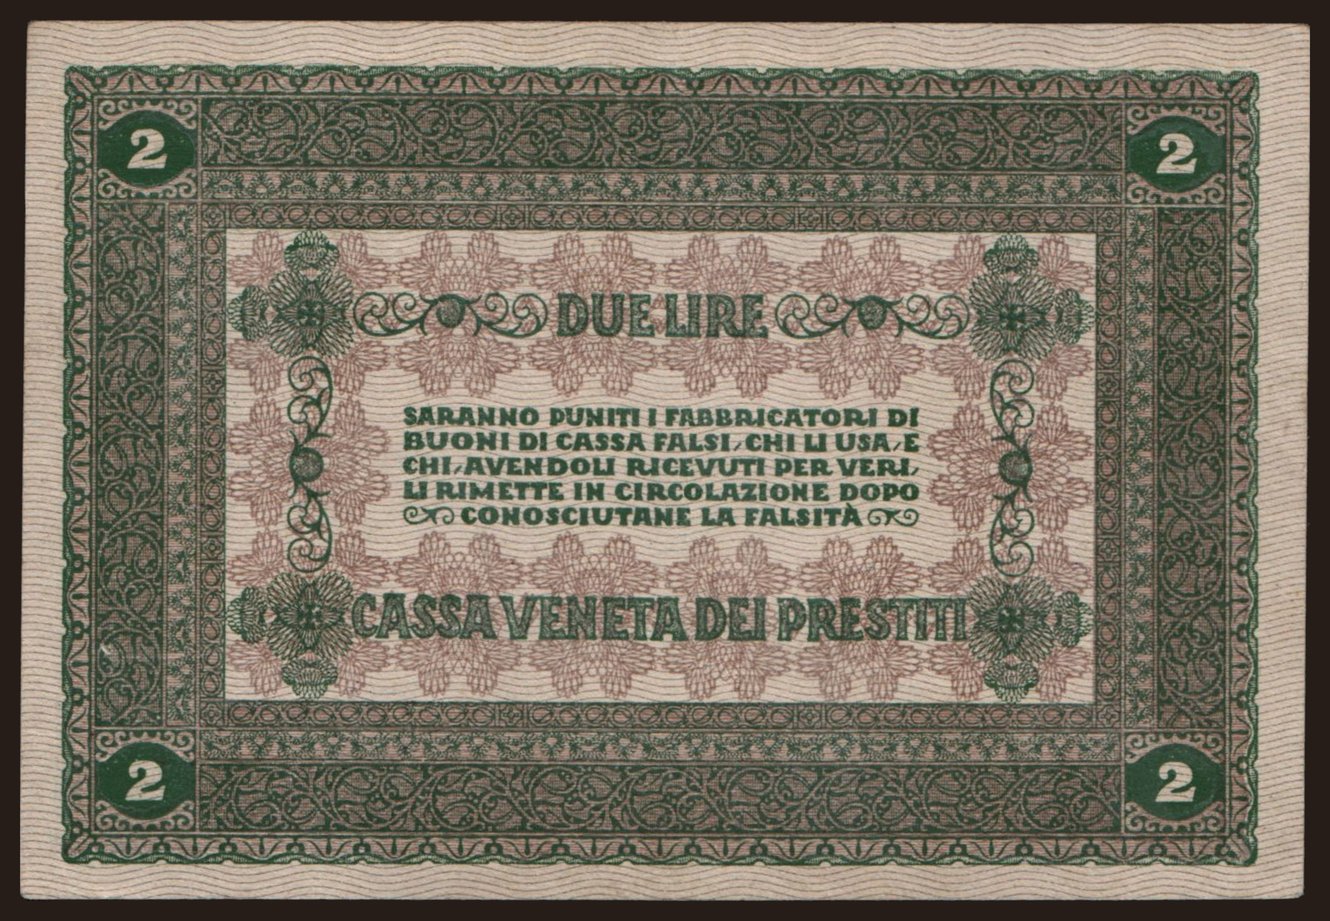 2 2
DUE LIRE
SARANNO PUNITI I FABBRICATORI DI
BUONI DI CASSA FALSI, CHI LI USA, E
CHI, AVENDOLI RICEVUTI PER VERI,
LI RIMETTE IN CIRCOLAZIONE DOPO
CONOSCIUTANE LA FALSITÀ
CASSA VENETA DEI PRESTITI
2 2